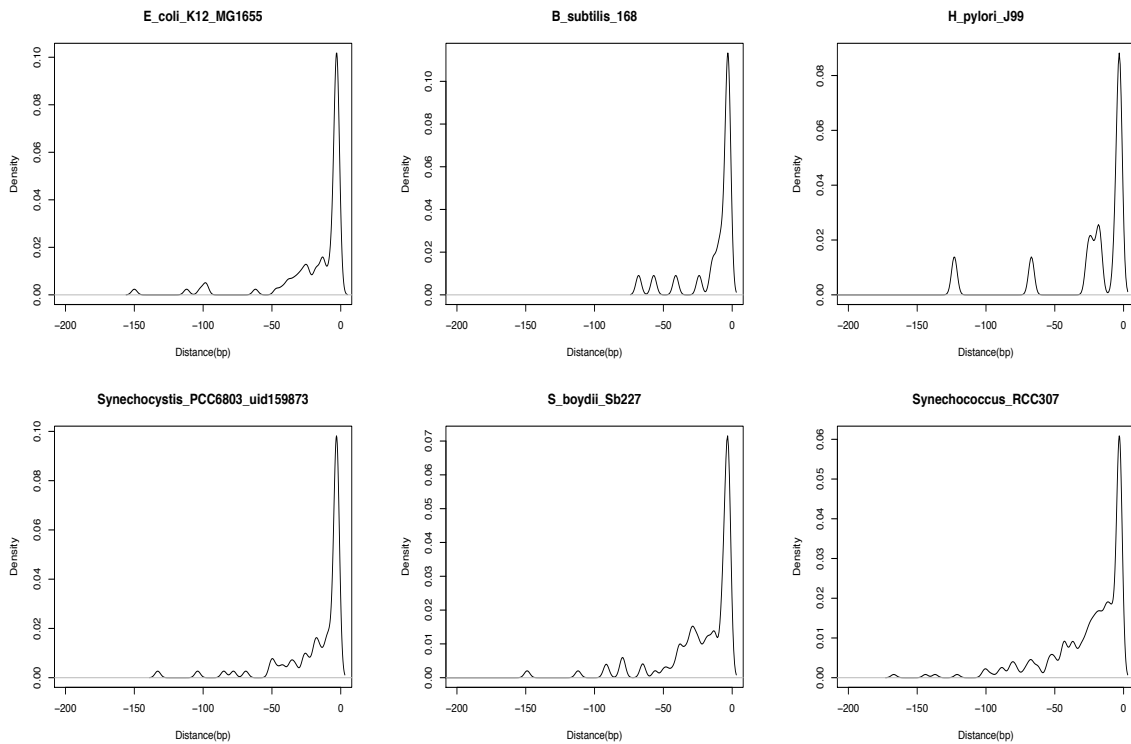 E_coli_K12_MG1655
Density
0.00 0.02 0.04 0.06 0.08 0.10
−200 −150 −100 −50 0
Distance(bp)
B_subtilis_168
Density
0.00 0.02 0.04 0.06 0.08 0.10
−200 −150 −100 −50 0
Distance(bp)
H_pylori_J99
Density
0.00 0.02 0.04 0.06 0.08
−200 −150 −100 −50 0
Distance(bp)
Synechocystis_PCC6803_uid159873
Density
0.00 0.02 0.04 0.06 0.08 0.10
−200 −150 −100 −50 0
Distance(bp)
S_boydii_Sb227
Density
0.00 0.01 0.02 0.03 0.04 0.05 0.06 0.07
−200 −150 −100 −50 0
Distance(bp)
Synechococcus_RCC307
Density
0.00 0.01 0.02 0.03 0.04 0.05 0.06
−200 −150 −100 −50 0
Distance(bp)